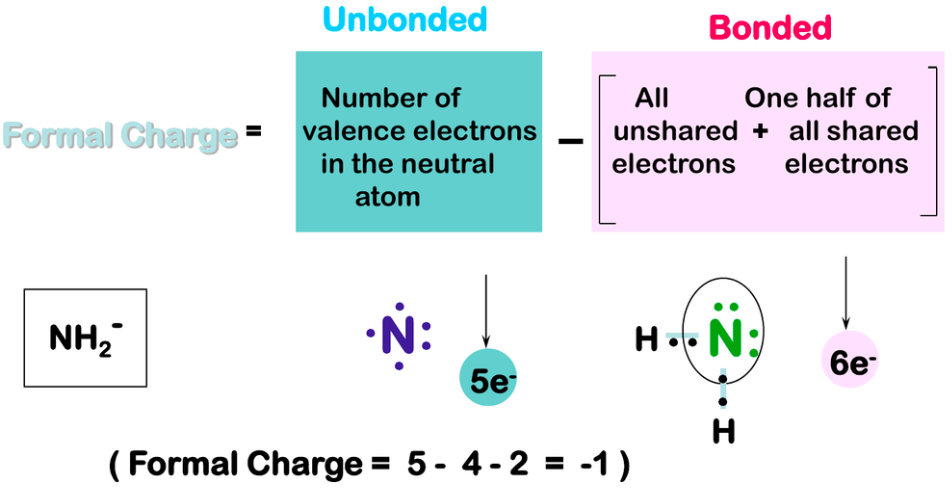 Unbonded
Bonded
Formal Charge =
Number of
valence electrons
in the neutral
atom
–
All
unshared
electrons
+
One half of
all shared
electrons
NH₂⁻
N
5e⁻
H
N
H
6e⁻
( Formal Charge = 5 - 4 - 2 = -1 )